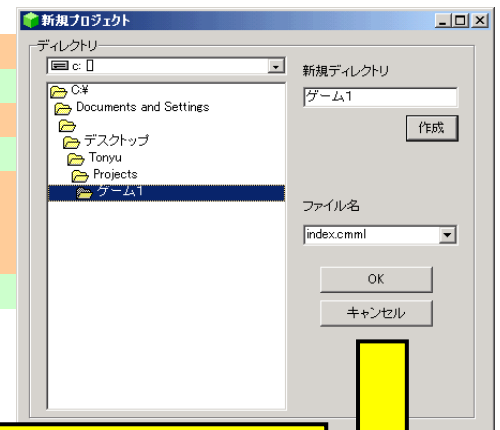 新規プロジェクト
ディレクトリ
c: []
新規ディレクトリ
C:¥
Documents and Settings
デスクトップ
Tonyu
Projects
ゲーム1
ゲーム1
作成
ファイル名
index.cmml
OK
キャンセル